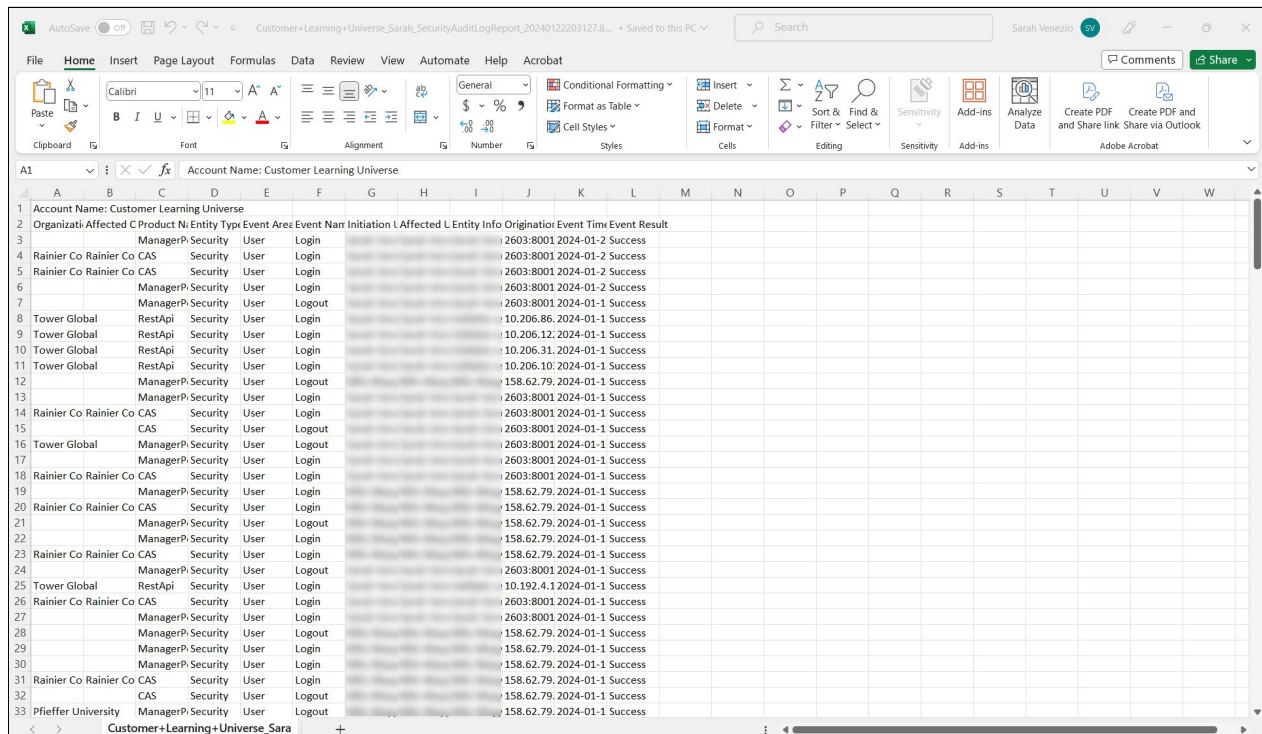 AutoSave Off Customer+Learning+Universe_Sarah_SecurityAuditLogReport_20240122203127.8... • Saved to this PC Search Sarah Venezio SV
File Home Insert Page Layout Formulas Data Review View Automate Help Acrobat Comments Share
Calibri 11 General Conditional Formatting Insert
Paste Format as Table Delete Sort & Find & Sensitivity Add-ins Analyze Create PDF Create PDF and
B I U Cell Styles Format Filter Select Data and Share link Share via Outlook
Clipboard Font Alignment Number Styles Cells Editing Sensitivity Add-ins Adobe Acrobat
A1 fx Account Name: Customer Learning Universe
A B C D E F G H I J K L M N O P Q R S T U V W
1 Account Name: Customer Learning Universe
2 Organizati Affected C Product Na Entity Type Event Area Event Nam Initiation U Affected U Entity Info Origination Event Time Event Result
3 ManagerP Security User Login 2603:8001 2024-01-2 Success
4 Rainier Co Rainier Co CAS Security User Login 2603:8001 2024-01-2 Success
5 Rainier Co Rainier Co CAS Security User Login 2603:8001 2024-01-2 Success
6 ManagerP Security User Login 2603:8001 2024-01-2 Success
7 ManagerP Security User Logout 2603:8001 2024-01-1 Success
8 Tower Global RestApi Security User Login 10.206.86. 2024-01-1 Success
9 Tower Global RestApi Security User Login 10.206.12 2024-01-1 Success
10 Tower Global RestApi Security User Login 10.206.31. 2024-01-1 Success
11 Tower Global RestApi Security User Login 10.206.10 2024-01-1 Success
12 ManagerP Security User Logout 158.62.79. 2024-01-1 Success
13 ManagerP Security User Login 2603:8001 2024-01-1 Success
14 Rainier Co Rainier Co CAS Security User Login 2603:8001 2024-01-1 Success
15 CAS Security User Logout 2603:8001 2024-01-1 Success
16 Tower Global ManagerP Security User Logout 2603:8001 2024-01-1 Success
17 ManagerP Security User Login 2603:8001 2024-01-1 Success
18 Rainier Co Rainier Co CAS Security User Login 2603:8001 2024-01-1 Success
19 ManagerP Security User Login 158.62.79. 2024-01-1 Success
20 Rainier Co Rainier Co CAS Security User Login 158.62.79. 2024-01-1 Success
21 ManagerP Security User Logout 158.62.79. 2024-01-1 Success
22 ManagerP Security User Login 158.62.79. 2024-01-1 Success
23 Rainier Co Rainier Co CAS Security User Login 158.62.79. 2024-01-1 Success
24 ManagerP Security User Logout 2603:8001 2024-01-1 Success
25 Tower Global RestApi Security User Login 10.192.4.1 2024-01-1 Success
26 Rainier Co Rainier Co CAS Security User Login 2603:8001 2024-01-1 Success
27 ManagerP Security User Login 2603:8001 2024-01-1 Success
28 ManagerP Security User Logout 158.62.79. 2024-01-1 Success
29 ManagerP Security User Login 158.62.79. 2024-01-1 Success
30 ManagerP Security User Login 158.62.79. 2024-01-1 Success
31 Rainier Co Rainier Co CAS Security User Login 158.62.79. 2024-01-1 Success
32 CAS Security User Logout 158.62.79. 2024-01-1 Success
33 Pfieffer University ManagerP Security User Logout 158.62.79. 2024-01-1 Success
Customer+Learning+Universe_Sara